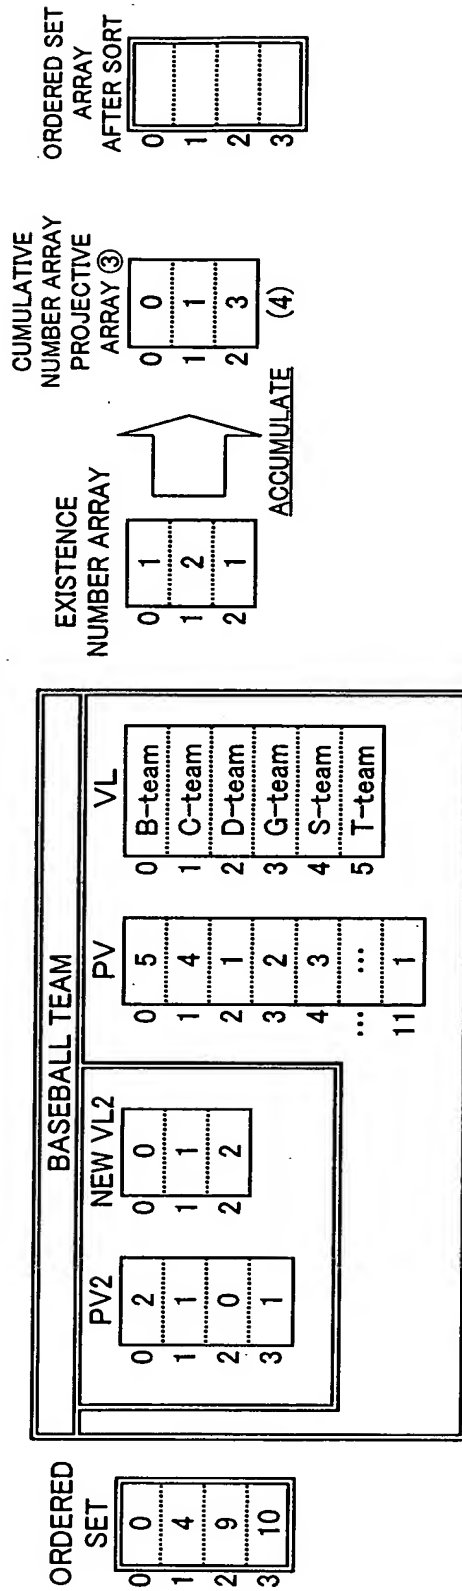 ORDERED
SET
0 0
1 4
2 9
3 10
BASEBALL TEAM
PV2
0 2
1 1
2 0
3 1
NEW VL2
0 0
1 1
2 2
PV
0 5
1 4
2 1
3 2
4 3
... ...
11 1
VL
0 B-team
1 C-team
2 D-team
3 G-team
4 S-team
5 T-team
EXISTENCE
NUMBER ARRAY
0 1
1 2
2 1
ACCUMULATE
CUMULATIVE
NUMBER ARRAY
PROJECTIVE
ARRAY ③
0 0
1 1
2 3
(4)
ORDERED SET
ARRAY
AFTER SORT
0
1
2
3